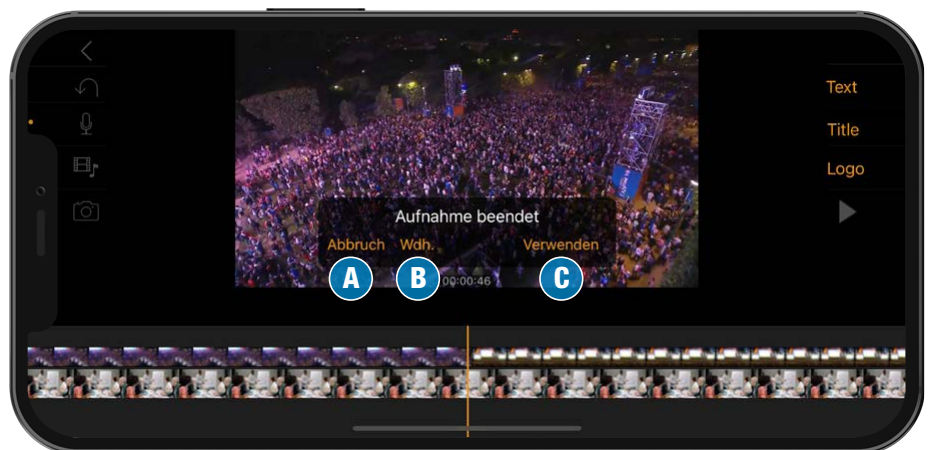 Text
Title
Logo
Aufnahme beendet
Abbruch Wdh. Verwenden
A B C
00:00:46